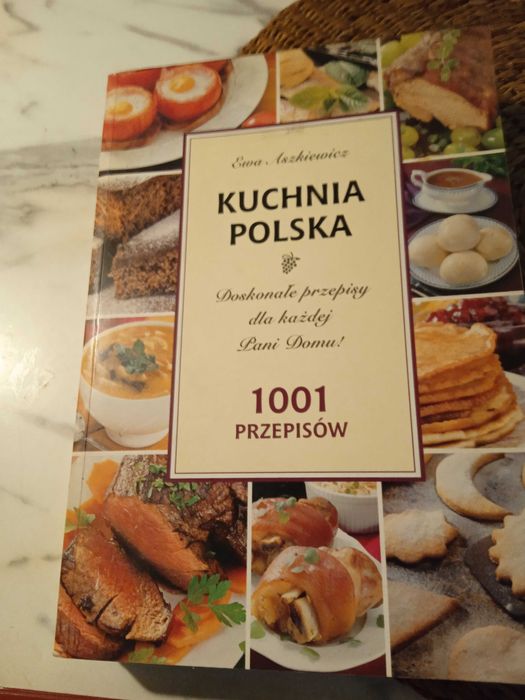 Ewa Aszkiewicz
KUCHNIA
POLSKA
Doskonałe przepisy
dla każdej
Pani Domu!
1001
PRZEPISÓW